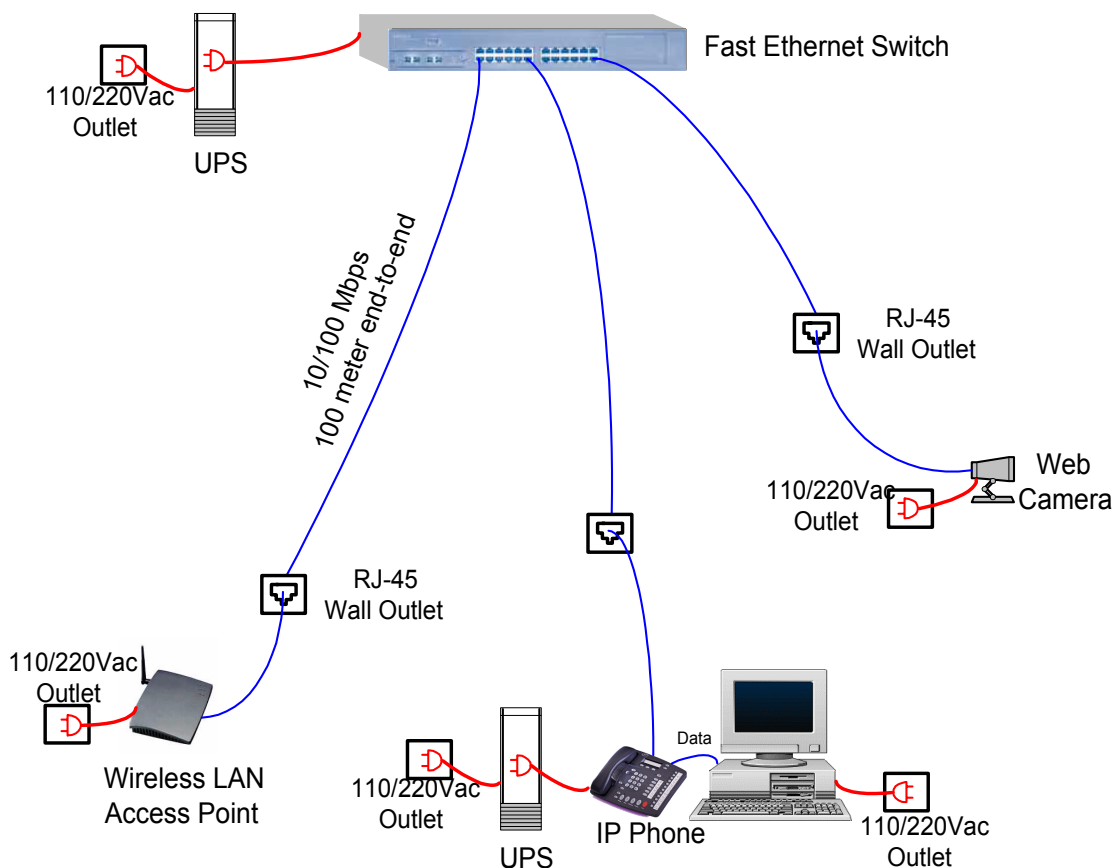 Fast Ethernet Switch
110/220Vac
Outlet
UPS
10/100 Mbps
100 meter end-to-end
RJ-45
Wall Outlet
Web
Camera
110/220Vac
Outlet
RJ-45
Wall Outlet
110/220Vac
Outlet
Wireless LAN
Access Point
Data
110/220Vac
Outlet
UPS
IP Phone
110/220Vac
Outlet